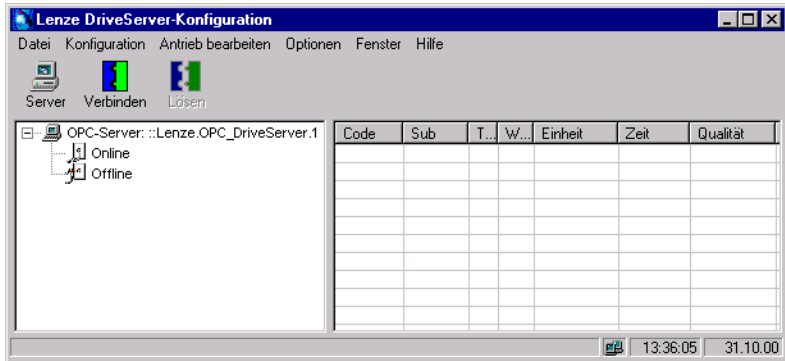 Lenze DriveServer-Konfiguration
Datei Konfiguration Antrieb bearbeiten Optionen Fenster Hilfe
Server Verbinden Lösen
OPC-Server: ::Lenze.OPC_DriveServer.1
Online
Offline
Code Sub T... W... Einheit Zeit Qualität
13:36:05 31.10.00